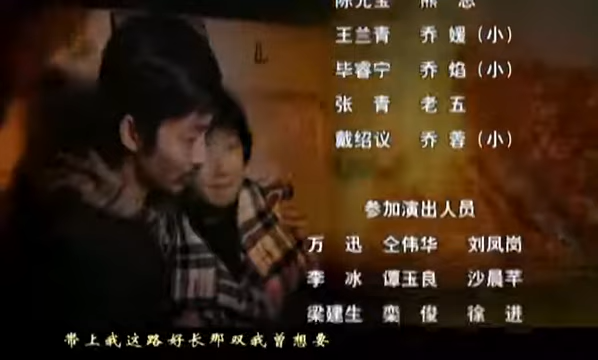 王兰青 乔媛（小）
毕睿宁 乔焰（小）
张青 老五
戴绍议 乔蓉（小）
参加演出人员
万迅 仝伟华 刘凤岗
李冰 谭玉良 沙晨芊
梁建生 栾俊 徐进
带上我这路好长那双我曾想要